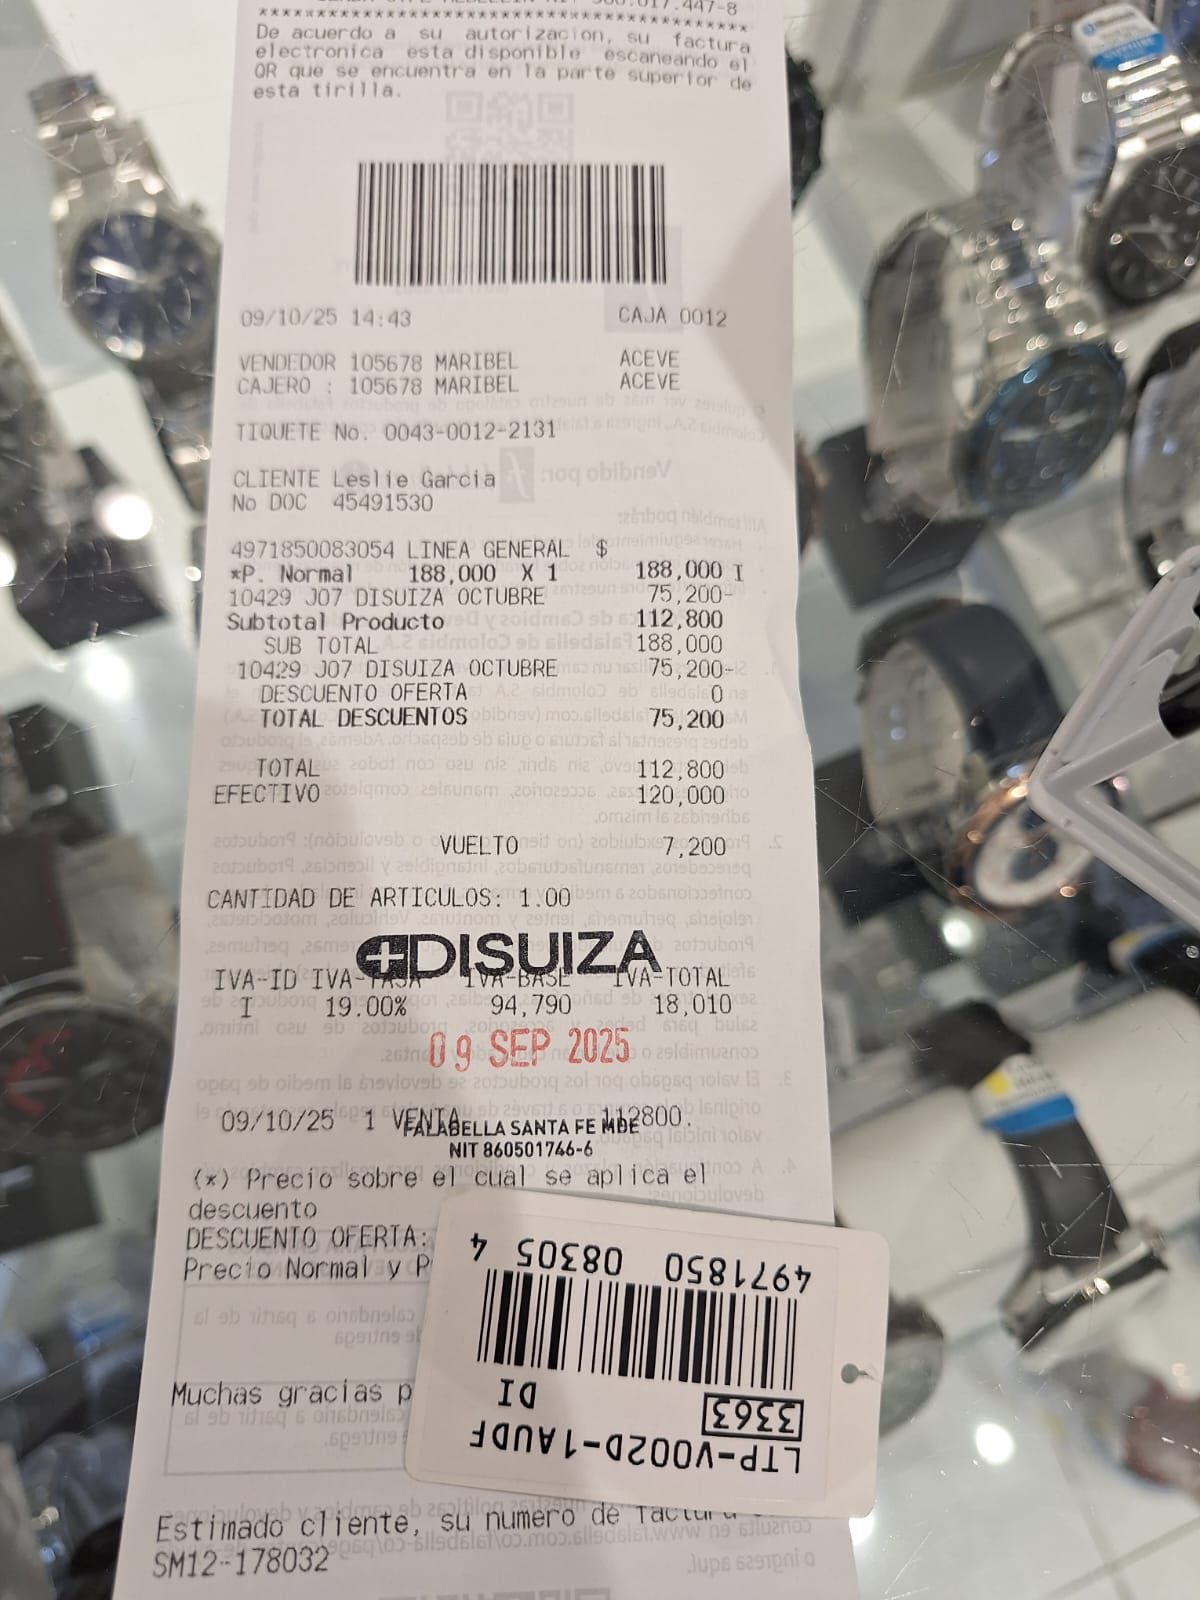 447-8
****************************************
De acuerdo a su autorizacion, su factura
electronica esta disponible escaneando el
QR que se encuentra en la parte superior de
esta tirilla.
09/10/25 14:43 CAJA 0012
VENDEDOR 105678 MARIBEL ACEVE
CAJERO : 105678 MARIBEL ACEVE
TIQUETE No. 0043-0012-2131
CLIENTE Leslie Garcia
No DOC 45491530
4971850083054 LINEA GENERAL $
*P. Normal 188,000 X 1 188,000 I
10429 J07 DISUIZA OCTUBRE 75,200-
Subtotal Producto 112,800
SUB TOTAL 188,000
10429 J07 DISUIZA OCTUBRE 75,200-
DESCUENTO OFERTA 0
TOTAL DESCUENTOS 75,200
TOTAL 112,800
EFECTIVO 120,000
VUELTO 7,200
CANTIDAD DE ARTICULOS: 1.00
DISUIZA
IVA-ID IVA-TASA IVA-BASE IVA-TOTAL
I 19.00% 94,790 18,010
09 SEP 2025
09/10/25 1 VENTA 112800.
FALABELLA SANTA FE MDE
NIT 860501746-6
(*) Precio sobre el cual se aplica el
descuento
DESCUENTO OFERTA:
Precio Normal y P
Muchas gracias p
4971850 08305 4
3363 DI
LTP-V002D-1AUDF
Estimado cliente, su numero de factura
SM12-178032